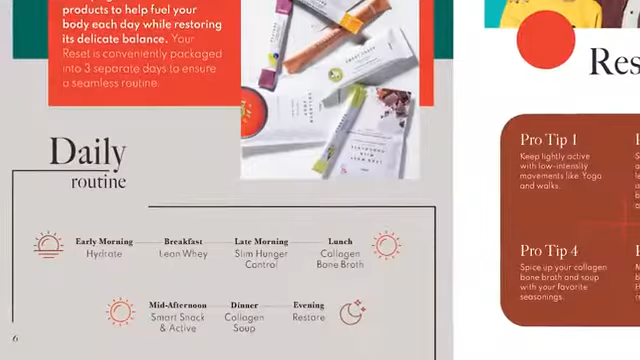 products to help fuel your
body each day while restoring
its delicate balance. Your
Reset is conveniently packaged
into 3 separate days to ensure
a seamless routine.
Daily
routine
Early Morning
Hydrate
Breakfast
Lean Whey
Late Morning
Slim Hunger
Control
Lunch
Collagen
Bone Broth
Mid-Afternoon
Smart Snack
& Active
Dinner
Collagen
Soup
Evening
Restore
6
Pro Tip 1
Keep lightly active
with low-intensity
movements like Yoga
and walks.
Pro Tip 4
Spice up your collagen
bone broth and soup
with your favorite
seasonings.